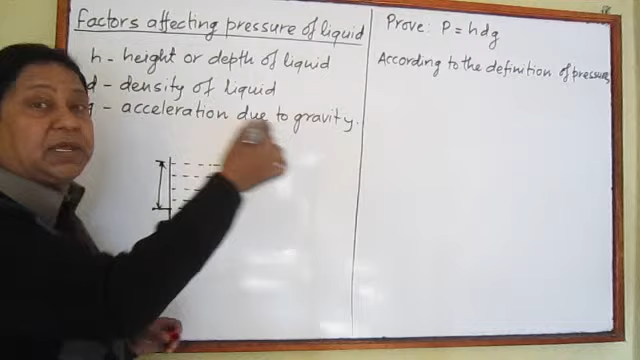 Factors affecting pressure of liquid
h - height or depth of liquid
d - density of liquid
- acceleration due to gravity.
Prove: P = hdg
According to the definition of pressure,